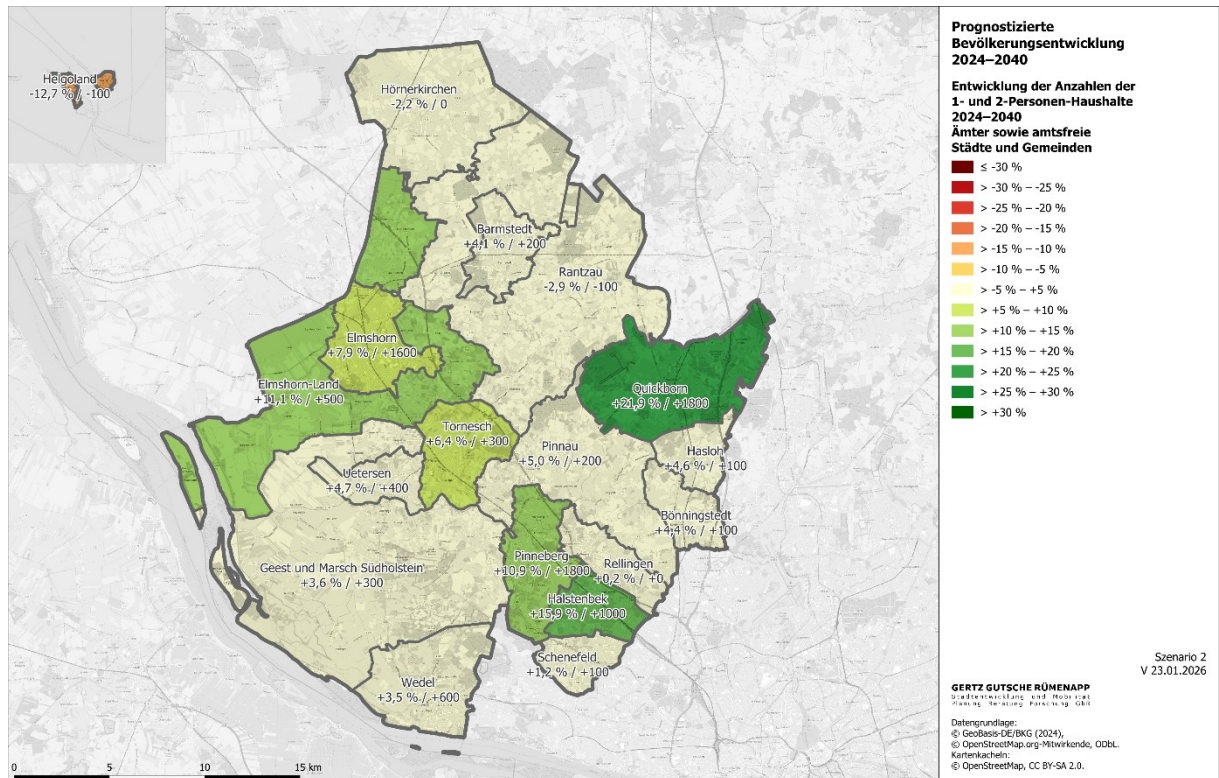 Helgoland
-12,7 % / -100
Hörnerkirchen
-2,2 % / 0
Barmstedt
+4,1 % / +200
Rantzau
-2,9 % / -100
Elmshorn
+7,9 % / +1600
Elmshorn-Land
+11,1 % / +500
Quickborn
+21,9 % / +1800
Tornesch
+6,4 % / +300
Pinnau
+5,0 % / +200
Hasloh
+4,6 % / +100
Uetersen
+4,7 % / +400
Bönningstedt
+4,4 % / +100
Pinneberg
+10,9 % / +1800
Rellingen
+0,2 % / +0
Geest und Marsch Südholstein
+3,6 % / +300
Halstenbek
+15,9 % / +1000
Schenefeld
+1,2 % / +100
Wedel
+3,5 % / +600
0 5 10 15 km
Prognostizierte
Bevölkerungsentwicklung
2024–2040
Entwicklung der Anzahlen der
1- und 2-Personen-Haushalte
2024–2040
Ämter sowie amtsfreie
Städte und Gemeinden
≤ -30 %
> -30 % – -25 %
> -25 % – -20 %
> -20 % – -15 %
> -15 % – -10 %
> -10 % – -5 %
> -5 % – +5 %
> +5 % – +10 %
> +10 % – +15 %
> +15 % – +20 %
> +20 % – +25 %
> +25 % – +30 %
> +30 %
Szenario 2
V 23.01.2026
GERTZ GUTSCHE RÜMENAPP
Stadtentwicklung und Mobilität
Planung Beratung Forschung GbR
Datengrundlage:
© GeoBasis-DE/BKG (2024),
© OpenStreetMap.org-Mitwirkende, ODbL.
Kartenkacheln:
© OpenStreetMap, CC BY-SA 2.0.